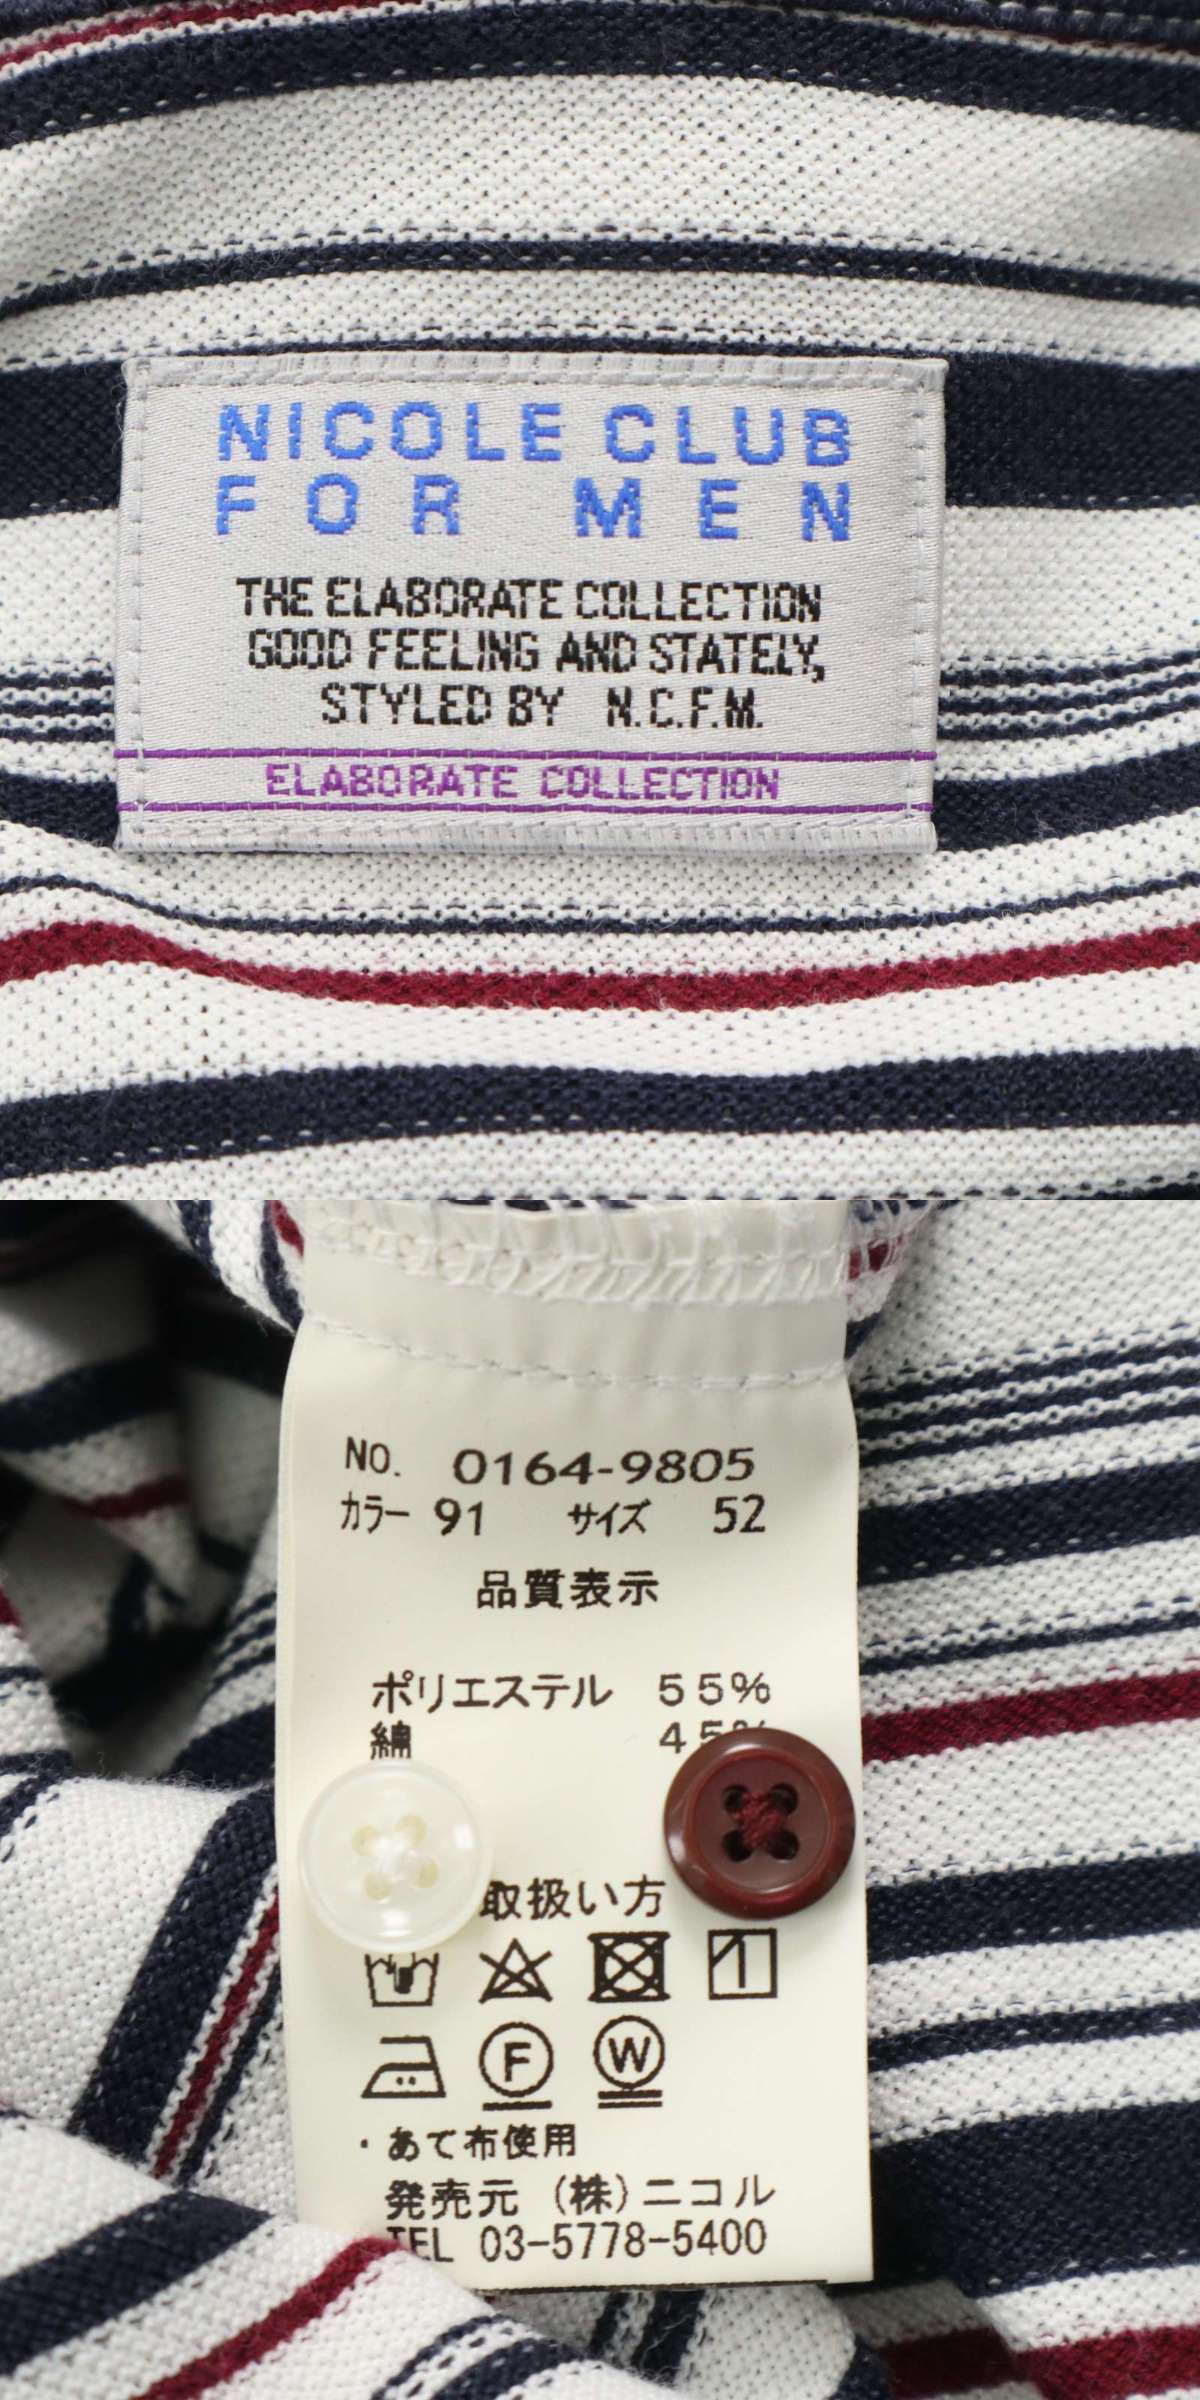 NICOLE CLUB
FOR MEN
THE ELABORATE COLLECTION
GOOD FEELING AND STATELY,
STYLED BY N.C.F.M.
ELABORATE COLLECTION
NO. 0164-9805
カラー 91 サイズ 52
品質表示
ポリエステル 55%
綿 45%
取扱い方
F W
・あて布使用
発売元 (株)ニコル
TEL 03-5778-5400